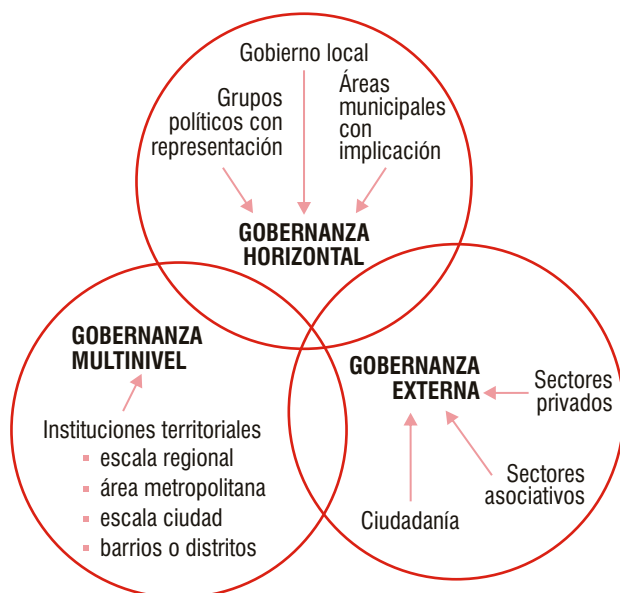 Gobierno local
Grupos
políticos con
representación
Áreas
municipales
con
implicación
GOBERNANZA
HORIZONTAL
GOBERNANZA
MULTINIVEL
Instituciones territoriales
escala regional
área metropolitana
escala ciudad
barrios o distritos
GOBERNANZA
EXTERNA
Sectores
privados
Sectores
asociativos
Ciudadanía